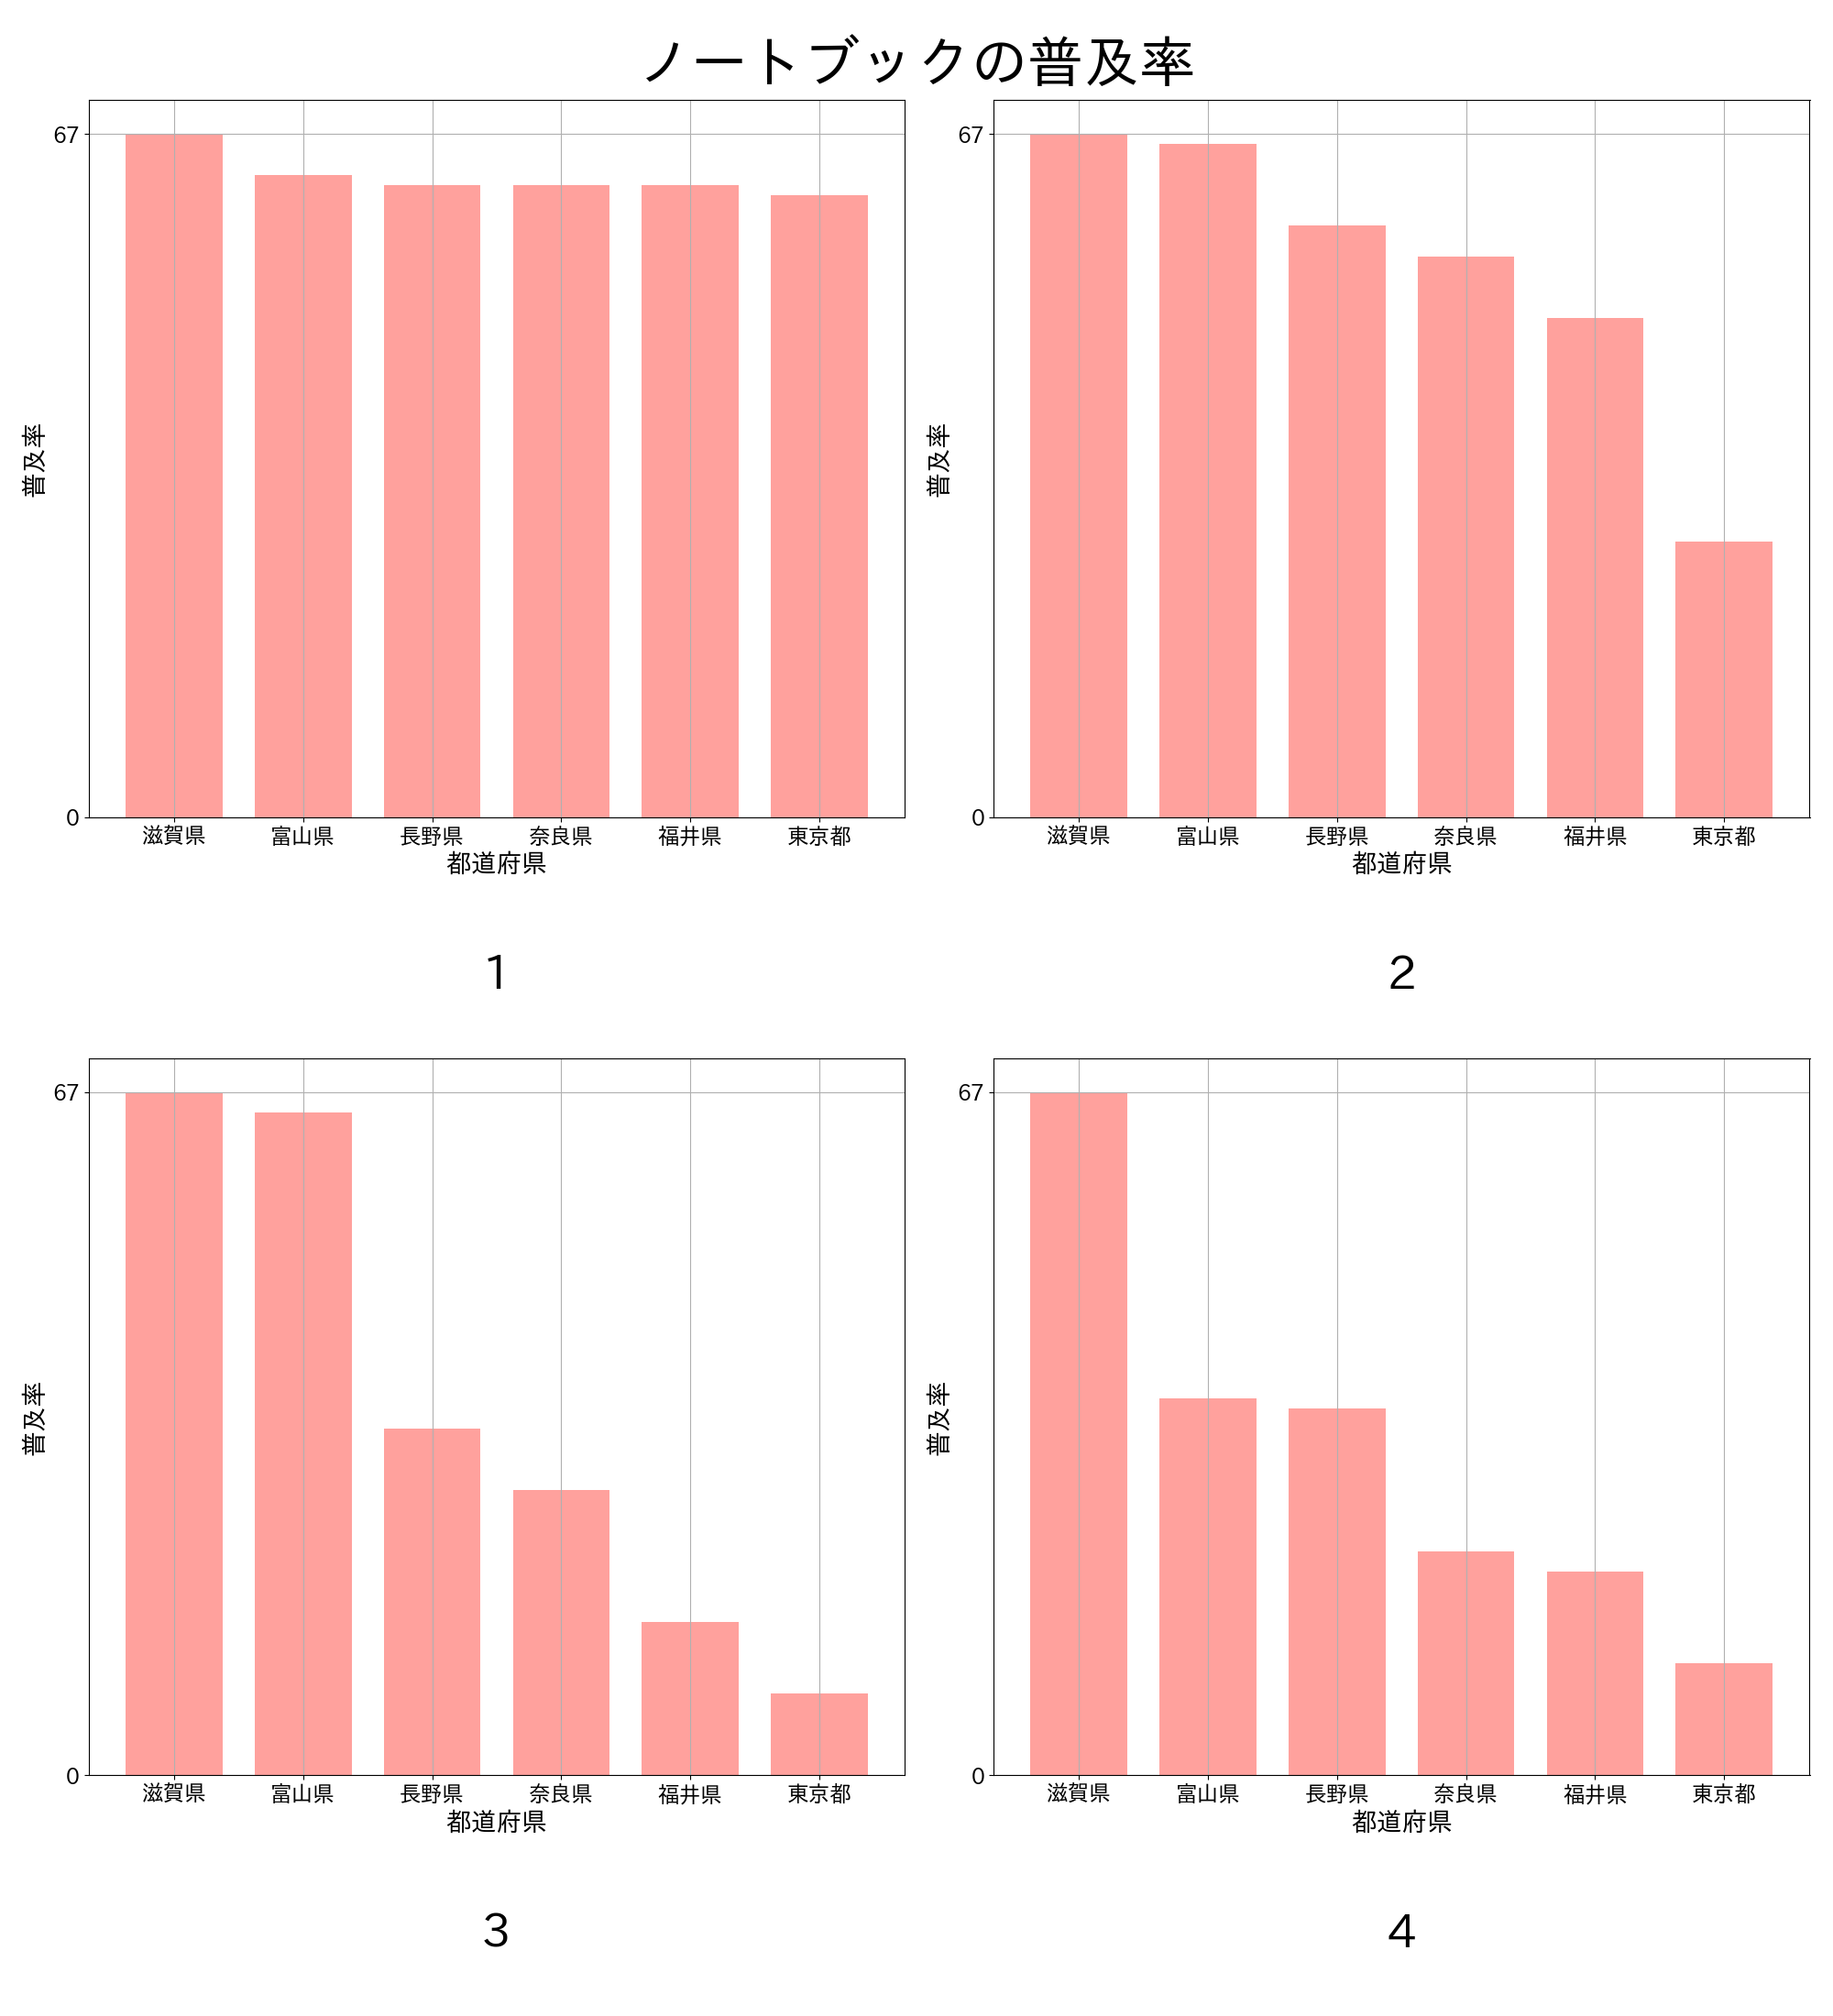 ノートブックの普及率
67
0
普及率
滋賀県 富山県 長野県 奈良県 福井県 東京都
都道府県
1
67
0
普及率
滋賀県 富山県 長野県 奈良県 福井県 東京都
都道府県
2
67
0
普及率
滋賀県 富山県 長野県 奈良県 福井県 東京都
都道府県
3
67
0
普及率
滋賀県 富山県 長野県 奈良県 福井県 東京都
都道府県
4